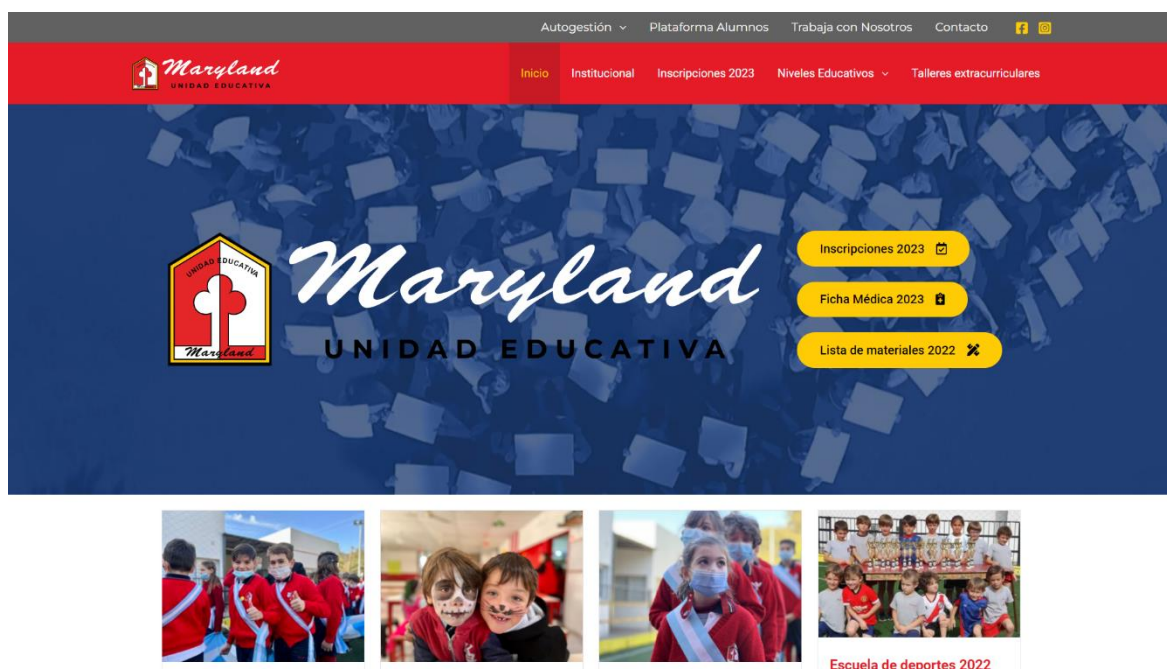 Autogestión Plataforma Alumnos Trabaja con Nosotros Contacto
Maryland
UNIDAD EDUCATIVA
Inicio Institucional Inscripciones 2023 Niveles Educativos Talleres extracurriculares
UNIDAD EDUCATIVA
Maryland
Maryland
UNIDAD EDUCATIVA
Inscripciones 2023
Ficha Médica 2023
Lista de materiales 2022
Escuela de deportes 2022